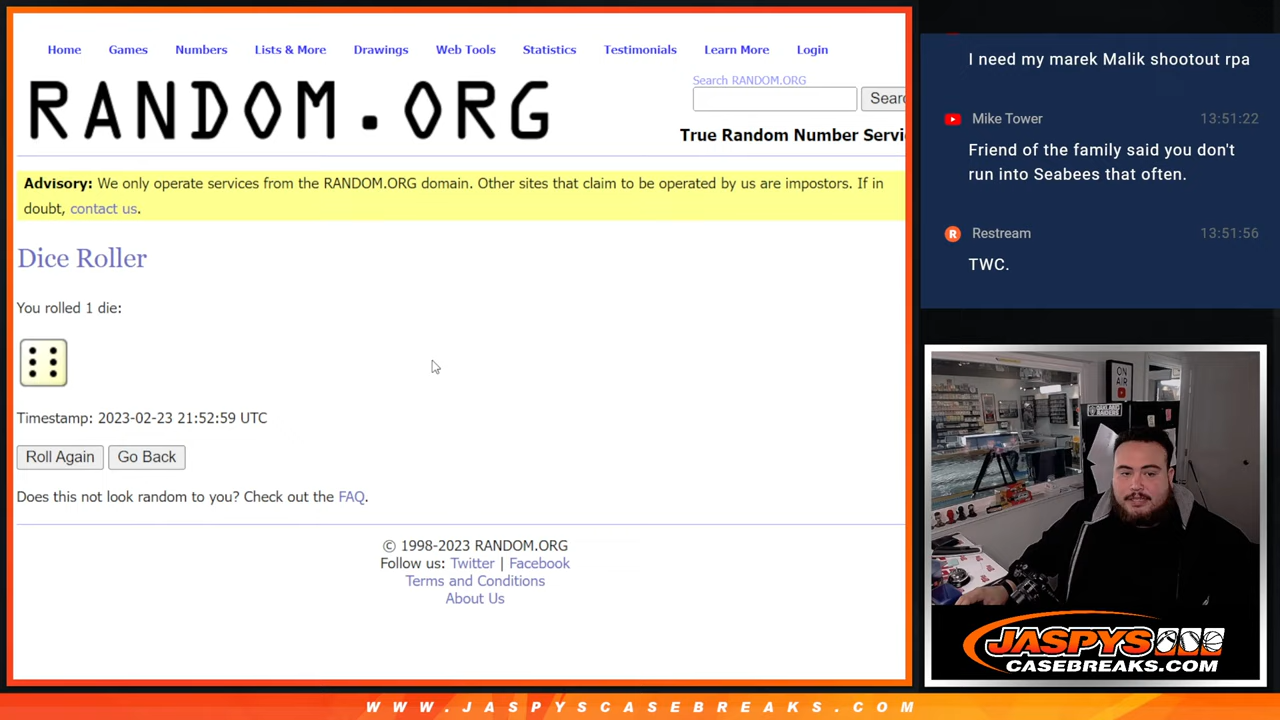 Home Games Numbers Lists & More Drawings Web Tools Statistics Testimonials Learn More Login
RANDOM.ORG
Search RANDOM.ORG
Searc
True Random Number Servi
Advisory: We only operate services from the RANDOM.ORG domain. Other sites that claim to be operated by us are impostors. If in
doubt, contact us.
Dice Roller
You rolled 1 die:
Timestamp: 2023-02-23 21:52:59 UTC
Roll Again Go Back
Does this not look random to you? Check out the FAQ.
© 1998-2023 RANDOM.ORG
Follow us: Twitter | Facebook
Terms and Conditions
About Us
I need my marek Malik shootout rpa
Mike Tower 13:51:22
Friend of the family said you don't
run into Seabees that often.
R Restream 13:51:56
TWC.
ON
AIR
RAIDERS
JASPYS
CASEBREAKS.COM
WWW.JASPYSCASEBREAKS.COM